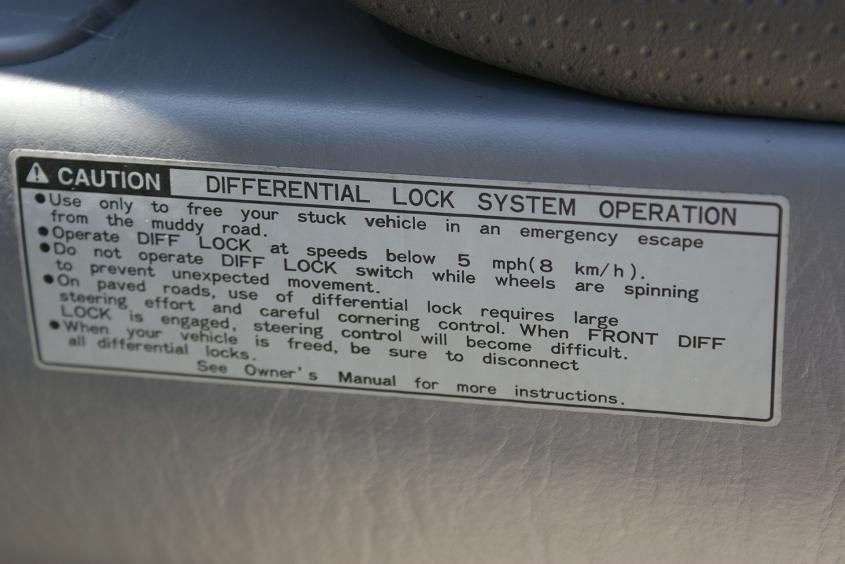 CAUTION DIFFERENTIAL LOCK SYSTEM OPERATION
●Use only to free your stuck vehicle in an emergency escape
from the muddy road.
●Operate DIFF LOCK at speeds below 5 mph(8 km/h).
●Do not operate DIFF LOCK switch while wheels are spinning
to prevent unexpected movement.
●On paved roads, use of differential lock requires large
steering effort and careful cornering control. When FRONT DIFF
LOCK is engaged, steering control will become difficult.
●When your vehicle is freed, be sure to disconnect
all differential locks.
See Owner's Manual for more instructions.